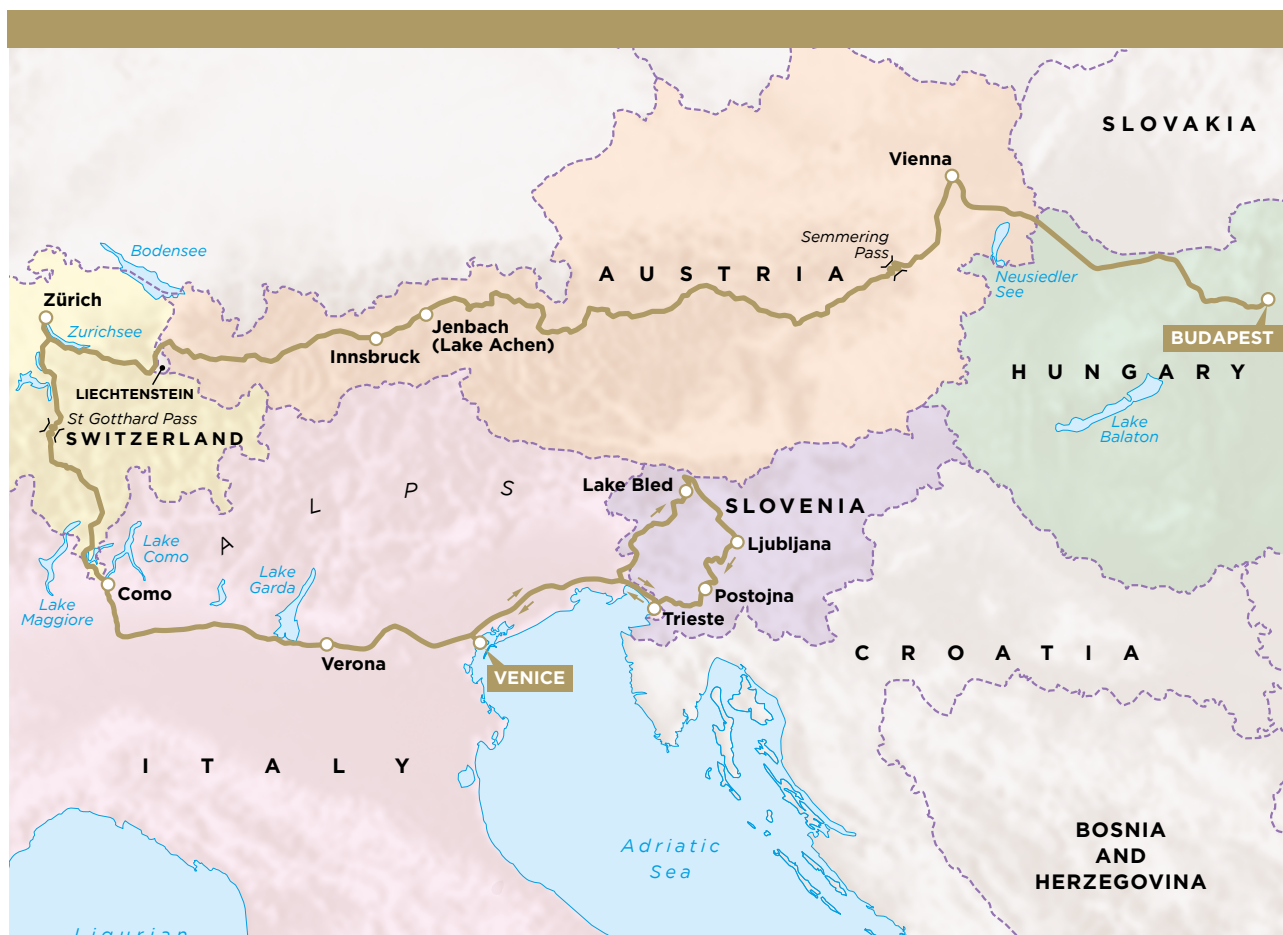 SLOVAKIA
Vienna
Semmering
Pass
Bodensee
AUSTRIA
Neusiedler
See
Zürich
Zurichsee
Jenbach
(Lake Achen)
Innsbruck
BUDAPEST
HUNGARY
LIECHTENSTEIN
St Gotthard Pass
SWITZERLAND
Lake
Balaton
ALPS
Lake Bled
SLOVENIA
Lake
Como
Ljubljana
Lake
Garda
Como
Lake
Maggiore
Postojna
Trieste
Verona
VENICE
CROATIA
ITALY
BOSNIA
AND
HERZEGOVINA
Adriatic
Sea
Ligurian